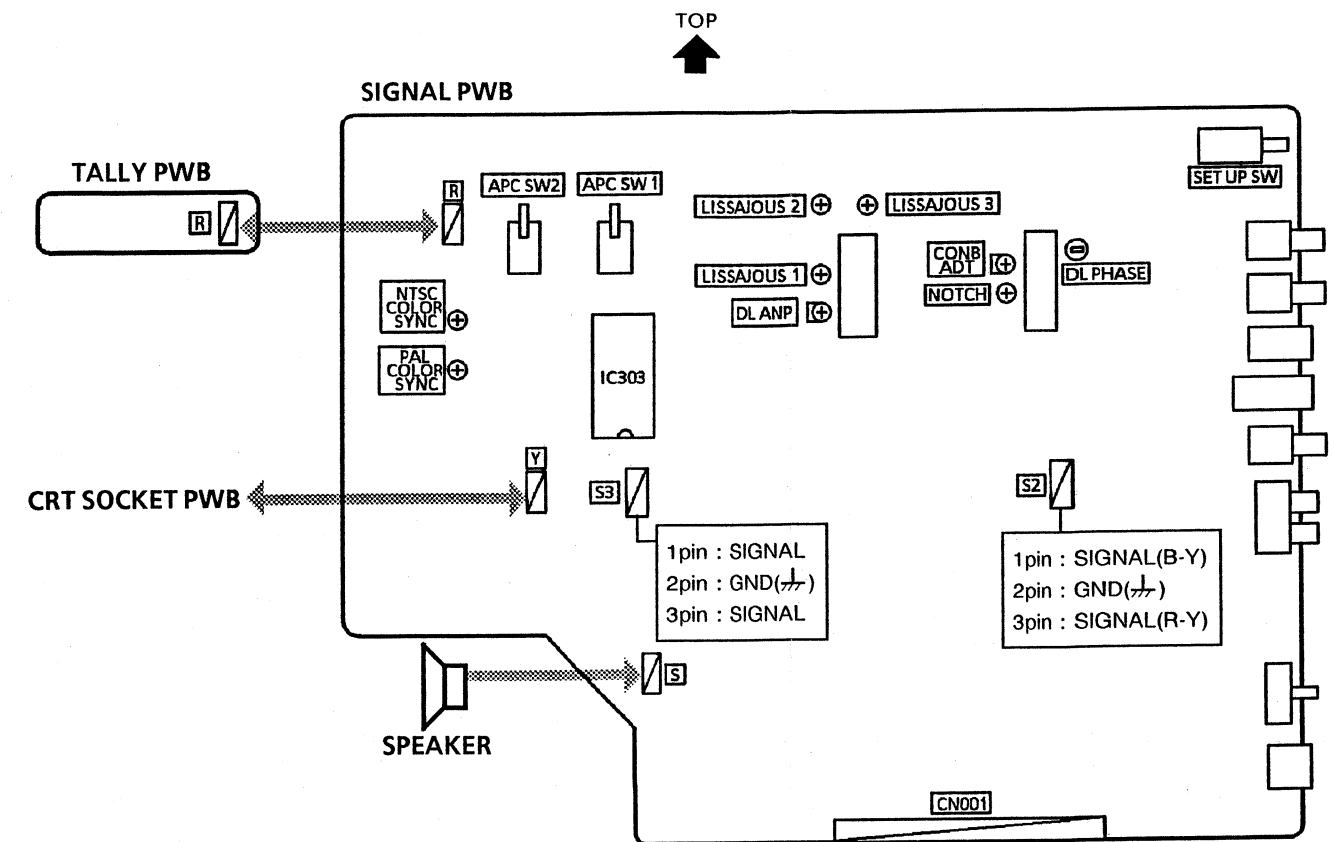 TOP
SIGNAL PWB
TALLY PWB
R
R
APC SW2
APC SW1
SET UP SW
LISSAJOUS 2
LISSAJOUS 3
LISSAJOUS 1
DL ANP
CONB
ADT
NOTCH
DL PHASE
NTSC
COLOR
SYNC
PAL
COLOR
SYNC
IC303
CRT SOCKET PWB
Y
S3
1pin : SIGNAL
2pin : GND( )
3pin : SIGNAL
S2
1pin : SIGNAL(B-Y)
2pin : GND( )
3pin : SIGNAL(R-Y)
S
SPEAKER
CN001